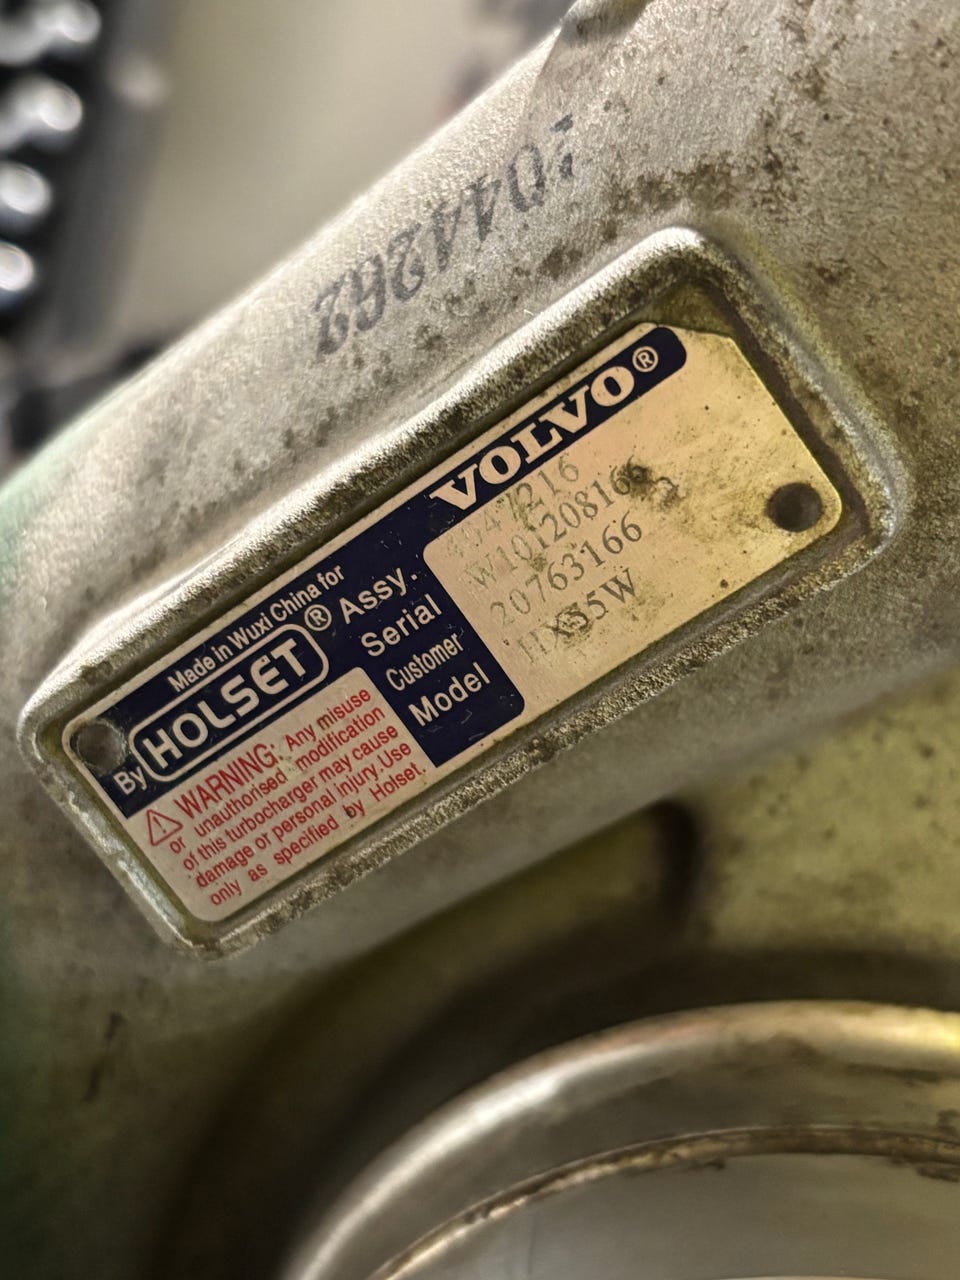 VOLVO®
Made in Wuxi China for
By HOLSET®
Assy.
Serial
Customer 20763166
Model HX55W
⚠ WARNING: Any misuse
or unauthorised modification
of this turbocharger may cause
damage or personal injury. Use
only as specified by Holset.